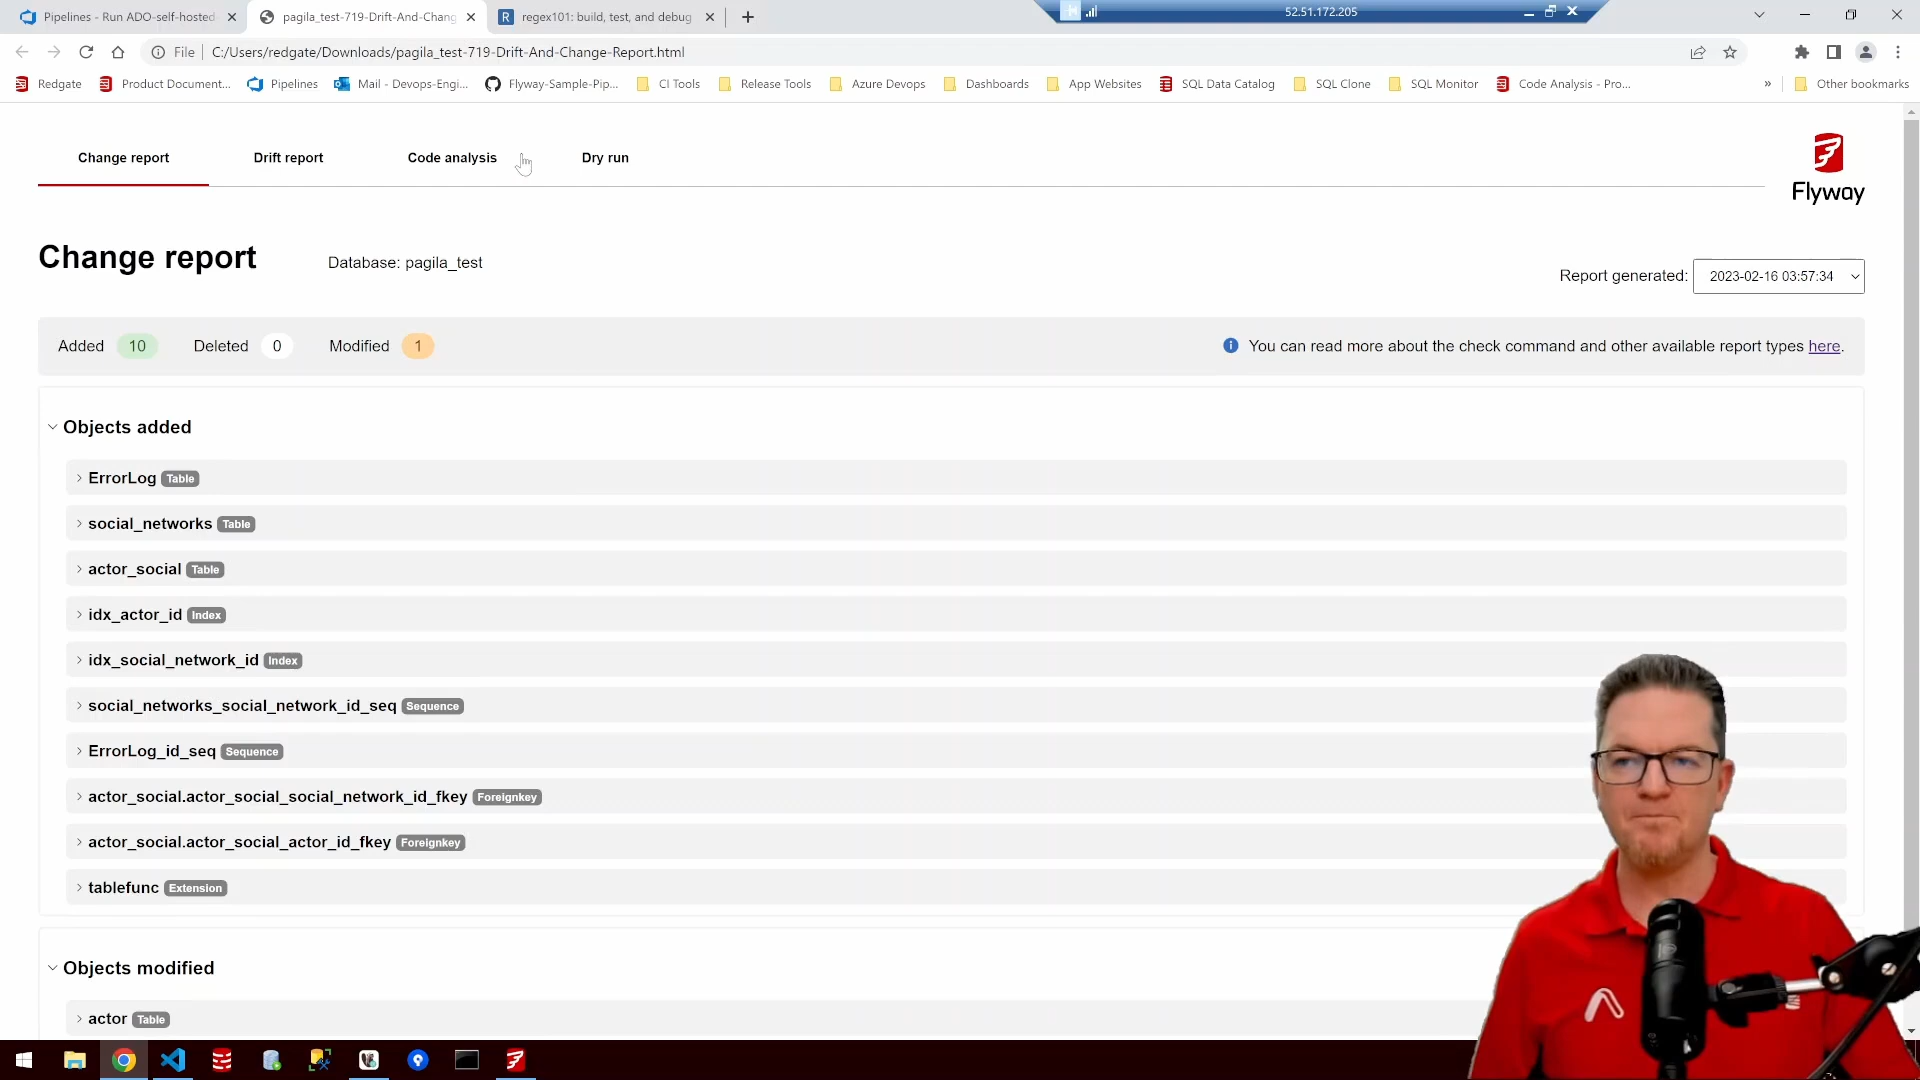 Pipelines - Run ADO-self-hosted
pagila_test-719-Drift-And-Chang
regex101: build, test, and debug
52.51.172.205
File
C:/Users/redgate/Downloads/pagila_test-719-Drift-And-Change-Report.html
Redgate
Product Document...
Pipelines
Mail - Devops-Engi...
Flyway-Sample-Pip...
CI Tools
Release Tools
Azure Devops
Dashboards
App Websites
SQL Data Catalog
SQL Clone
SQL Monitor
Code Analysis - Pro...
»
Other bookmarks
Change report
Drift report
Code analysis
Dry run
Flyway
Change report
Database: pagila_test
Report generated: 2023-02-16 03:57:34
Added 10
Deleted 0
Modified 1
You can read more about the check command and other available report types here.
Objects added
ErrorLog Table
social_networks Table
actor_social Table
idx_actor_id Index
idx_social_network_id Index
social_networks_social_network_id_seq Sequence
ErrorLog_id_seq Sequence
actor_social.actor_social_social_network_id_fkey Foreignkey
actor_social.actor_social_actor_id_fkey Foreignkey
tablefunc Extension
Objects modified
actor Table